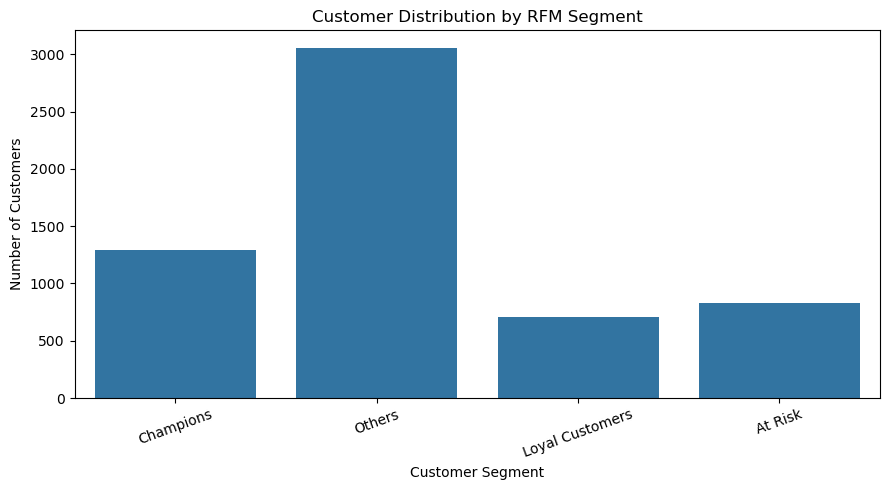 Customer Distribution by RFM Segment
Number of Customers
3000
2500
2000
1500
1000
500
0
Champions
Others
Loyal Customers
At Risk
Customer Segment